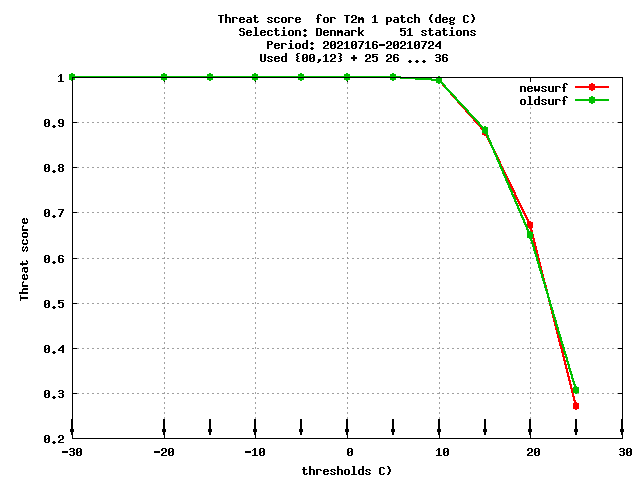 Threat score  for T2m 1 patch (deg C)
Selection: Denmark     51 stations
Period: 20210716-20210724
Used {00,12} + 25 26 ... 36
newsurf
oldsurf
1
0.9
0.8
0.7
0.6
0.5
0.4
0.3
0.2
Threat score
-30
-20
-10
0
10
20
30
thresholds C)